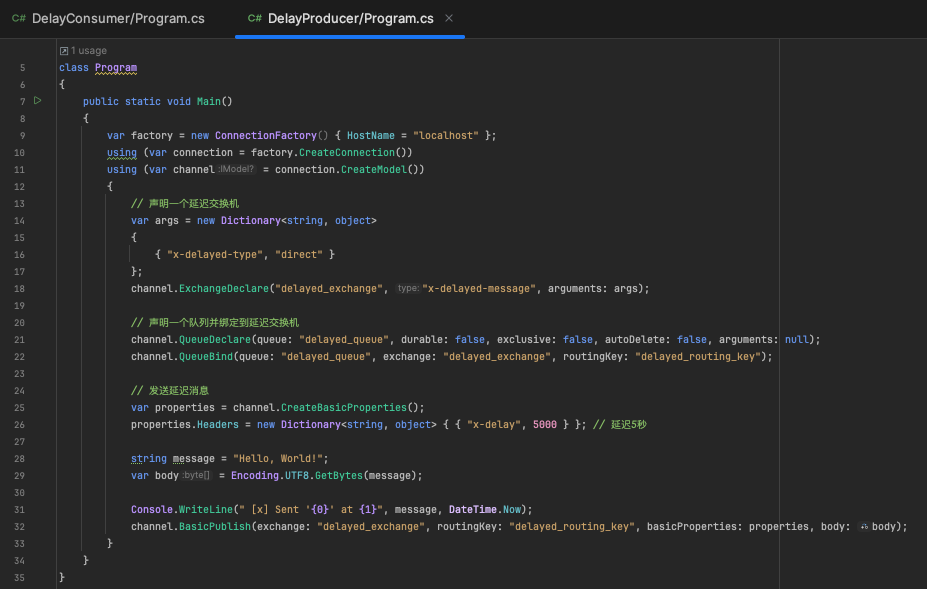 C# DelayConsumer/Program.cs C# DelayProducer/Program.cs ×
1 usage
5 class Program
6 {
7 public static void Main()
8 {
9 var factory = new ConnectionFactory() { HostName = "localhost" };
10 using (var connection = factory.CreateConnection())
11 using (var channel :IModel? = connection.CreateModel())
12 {
13 // 声明一个延迟交换机
14 var args = new Dictionary<string, object>
15 {
16 { "x-delayed-type", "direct" }
17 };
18 channel.ExchangeDeclare("delayed_exchange", type: "x-delayed-message", arguments: args);
19
20 // 声明一个队列并绑定到延迟交换机
21 channel.QueueDeclare(queue: "delayed_queue", durable: false, exclusive: false, autoDelete: false, arguments: null);
22 channel.QueueBind(queue: "delayed_queue", exchange: "delayed_exchange", routingKey: "delayed_routing_key");
23
24 // 发送延迟消息
25 var properties = channel.CreateBasicProperties();
26 properties.Headers = new Dictionary<string, object> { { "x-delay", 5000 } }; // 延迟5秒
27
28 string message = "Hello, World!";
29 var body :byte[] = Encoding.UTF8.GetBytes(message);
30
31 Console.WriteLine(" [x] Sent '{0}' at {1}", message, DateTime.Now);
32 channel.BasicPublish(exchange: "delayed_exchange", routingKey: "delayed_routing_key", basicProperties: properties, body: body);
33 }
34 }
35 }